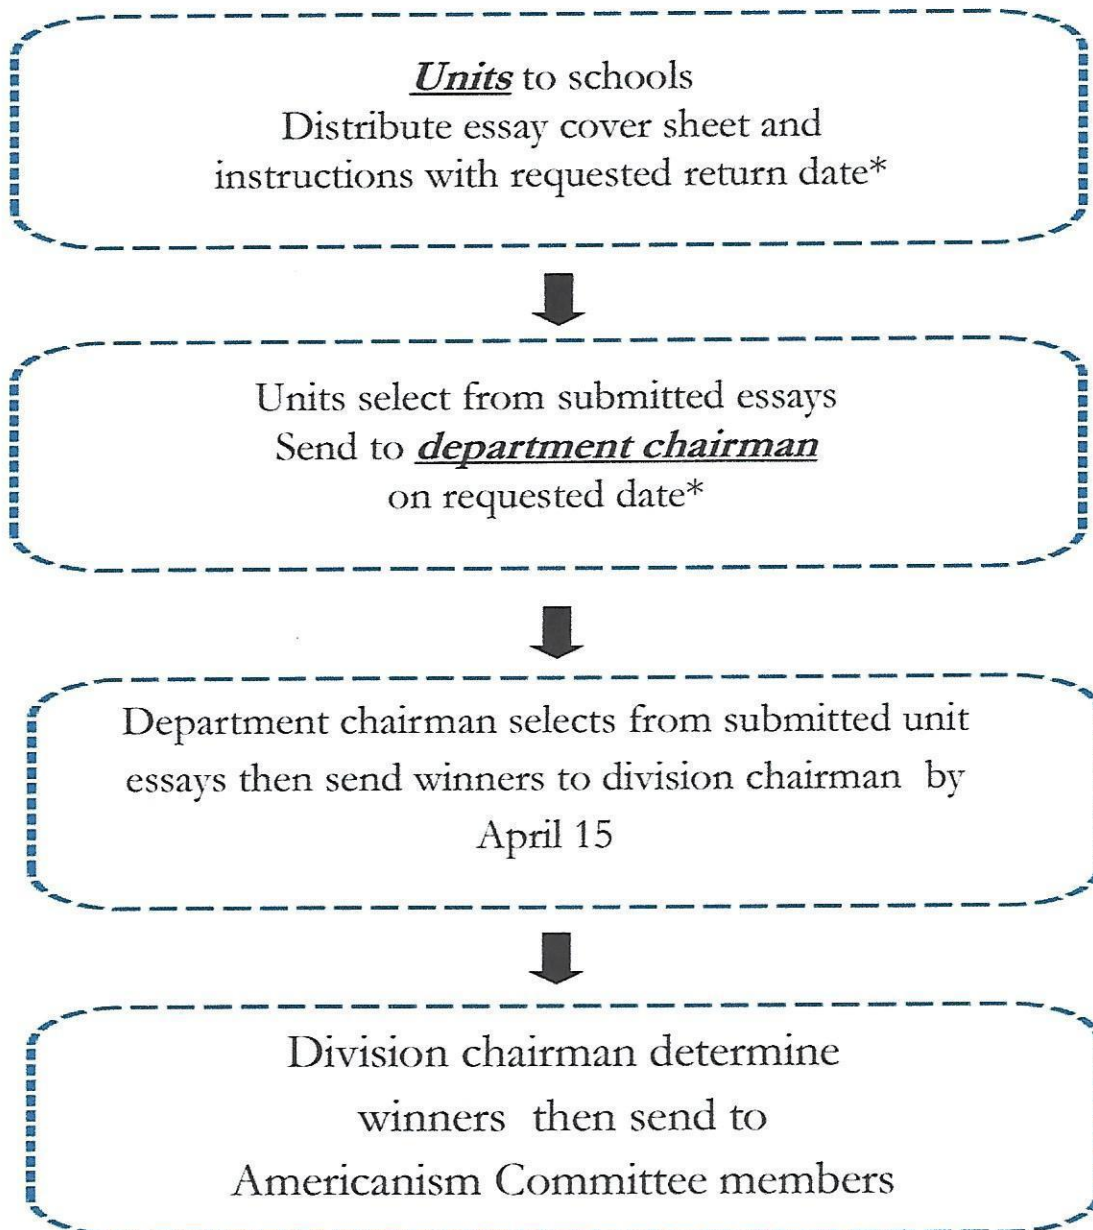 Units to schools
Distribute essay cover sheet and
instructions with requested return date*
Units select from submitted essays
Send to department chairman
on requested date*
Department chairman selects from submitted unit
essays then send winners to division chairman by
April 15
Division chairman determine
winners then send to
Americanism Committee members